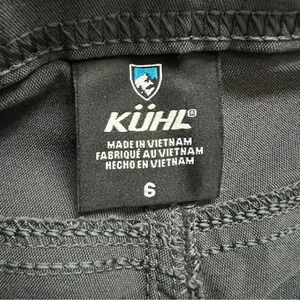 KÜHL®
MADE IN VIETNAM
FABRIQUÉ AU VIETNAM
HECHO EN VIETNAM
6